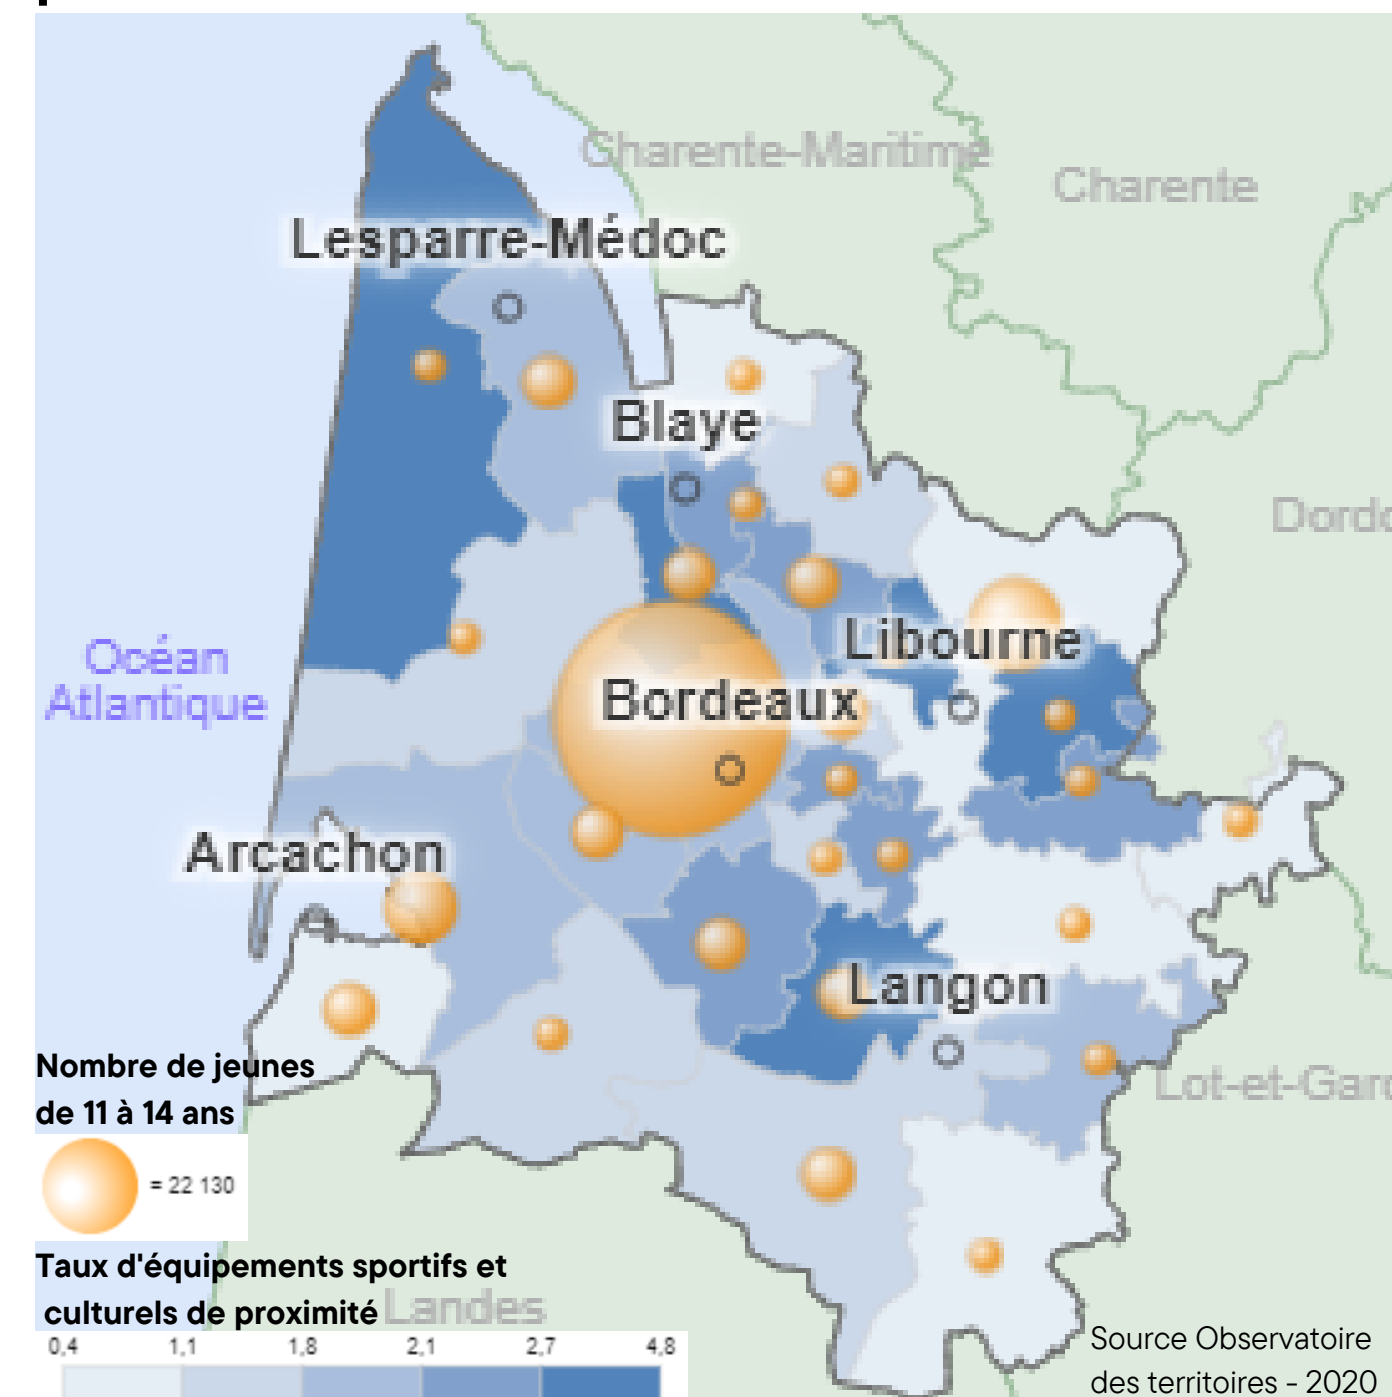 Charente-Maritime
Charente
Lesparre-Médoc
Blaye
Libourne
Océan
Atlantique
Bordeaux
Arcachon
Langon
Nombre de jeunes
de 11 à 14 ans
= 22 130
Taux d'équipements sportifs et
culturels de proximité
Landes
0,4 1,1 1,8 2,1 2,7 4,8
Source Observatoire
des territoires - 2020